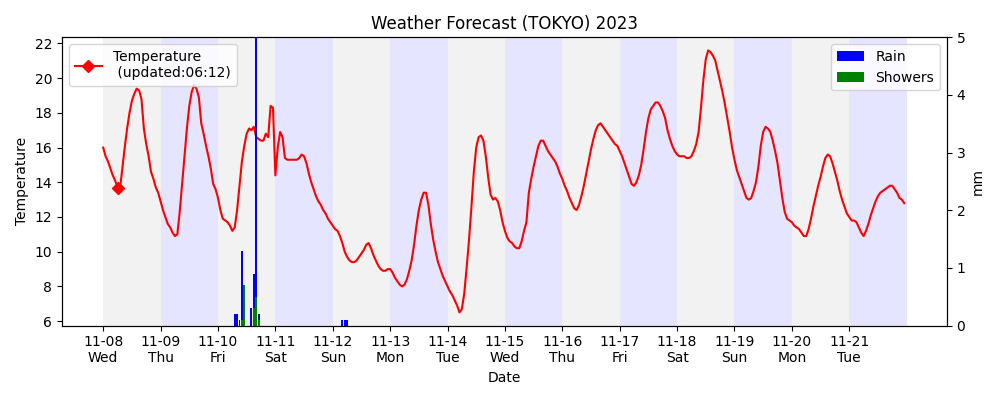 Weather Forecast (TOKYO) 2023
Temperature
(updated:06:12)
Rain
Showers
22
20
18
16
14
12
10
8
6
Temperature
5
4
3
2
1
0
mm
11-08 11-09 11-10 11-11 11-12 11-13 11-14 11-15 11-16 11-17 11-18 11-19 11-20 11-21
Wed Thu Fri Sat Sun Mon Tue Wed Thu Fri Sat Sun Mon Tue
Date